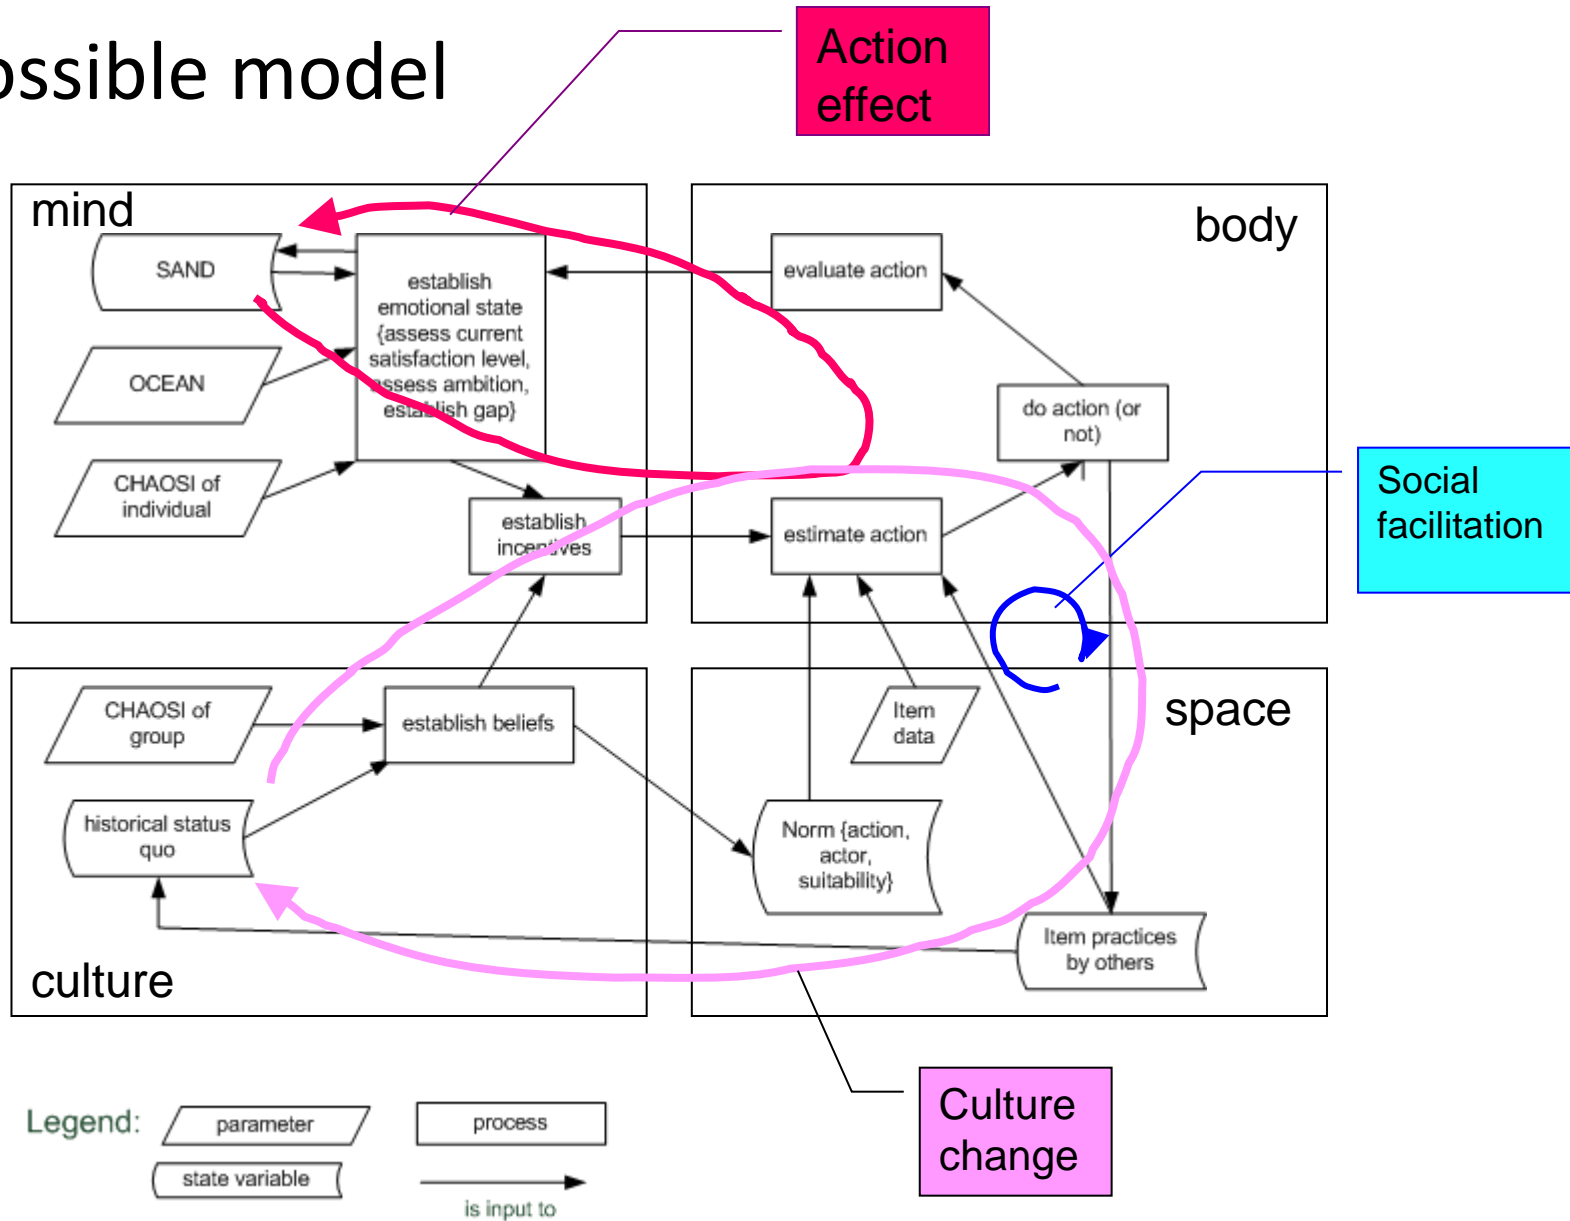 ossible model
Action
effect
mind
SAND
OCEAN
CHAOSI of
individual
establish
emotional state
{assess current
satisfaction level,
assess ambition,
establish gap}
establish
incentives
body
evaluate action
do action (or
not)
estimate action
Social
facilitation
culture
CHAOSI of
group
establish beliefs
historical status
quo
space
Item
data
Norm {action,
actor,
suitability}
Item practices
by others
Culture
change
Legend:
parameter
process
state variable
is input to